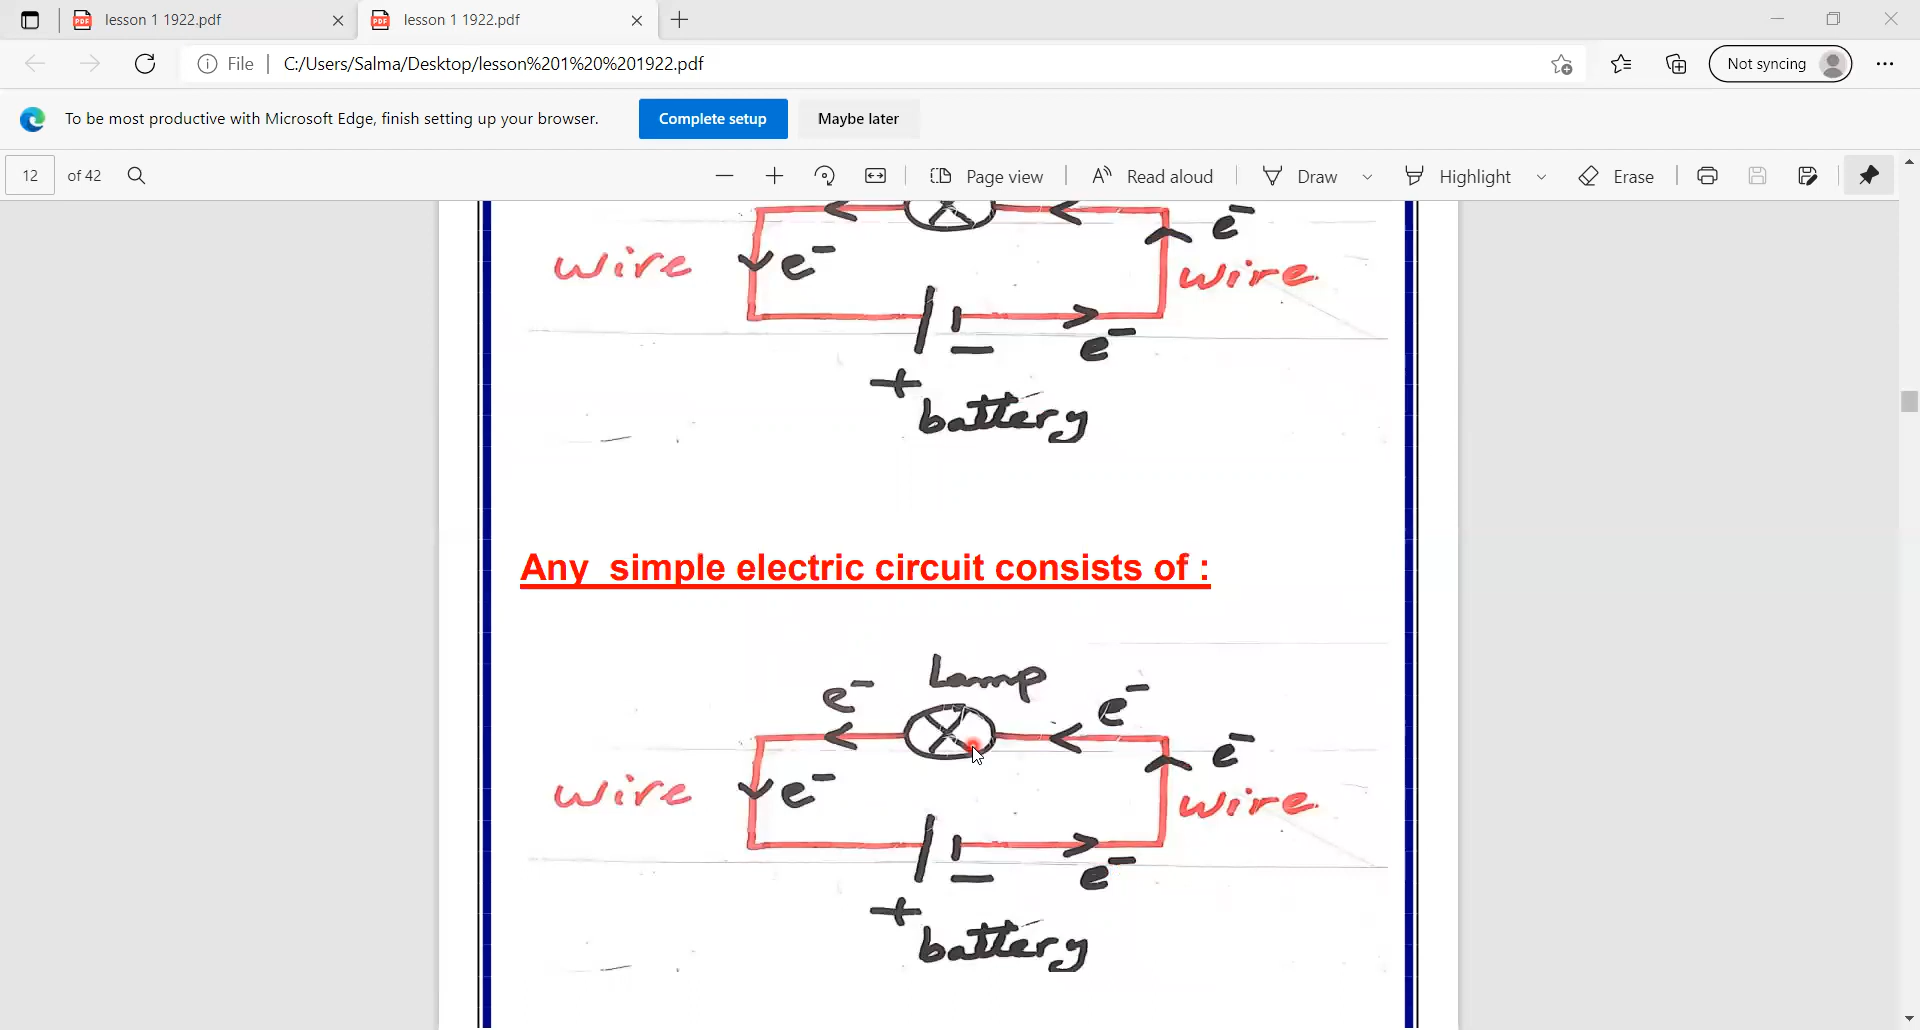 lesson 1 1922.pdf
lesson 1 1922.pdf
File
C:/Users/Salma/Desktop/lesson%201%20%201922.pdf
Not syncing
To be most productive with Microsoft Edge, finish setting up your browser.
Complete setup
Maybe later
12 of 42
Page view
Read aloud
Draw
Highlight
Erase
e⁻
wire
e⁻
wire
e⁻
+ −
battery
Any simple electric circuit consists of :
Lamp
e⁻
e⁻
e⁻
wire
e⁻
wire
e⁻
+ −
battery